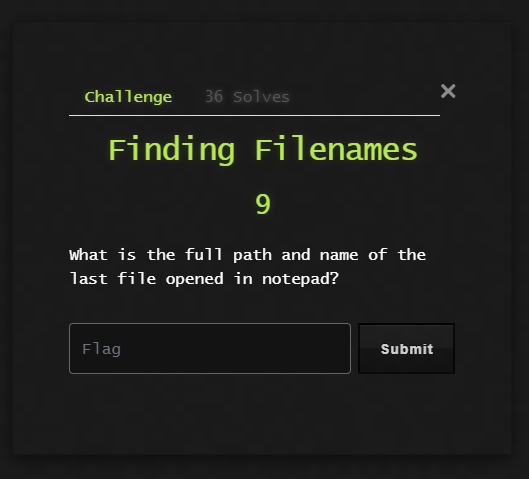 Challenge
36 Solves
×
Finding Filenames
9
What is the full path and name of the
last file opened in notepad?
Flag
Submit